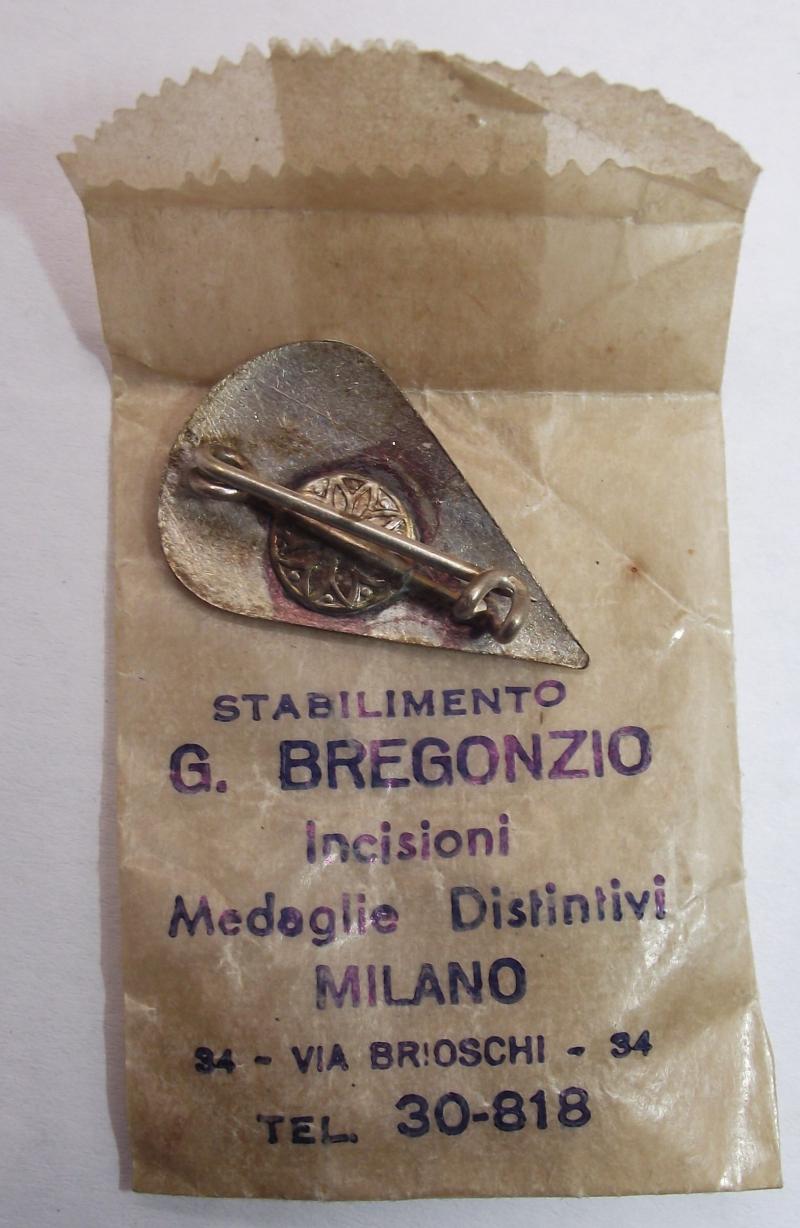 STABILIMENTO
G. BREGONZIO
Incisioni
Medaglie Distintivi
MILANO
34 - VIA BRIOSCHI - 34
TEL. 30-818